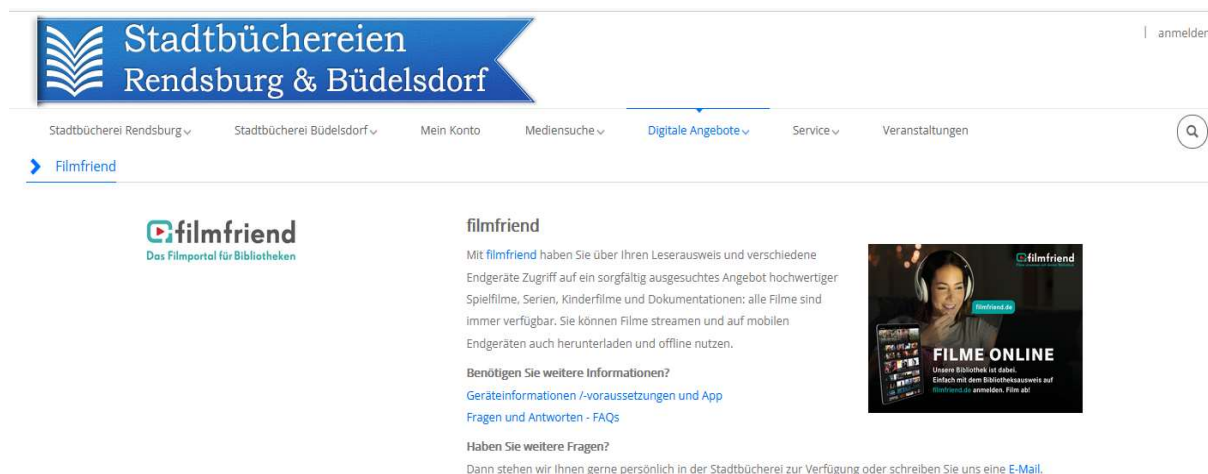 Stadtbüchereien
Rendsburg & Büdelsdorf
| anmelden
Stadtbücherei Rendsburg Stadtbücherei Büdelsdorf Mein Konto Mediensuche Digitale Angebote Service Veranstaltungen
Filmfriend
filmfriend
Das Filmportal für Bibliotheken
filmfriend
Mit filmfriend haben Sie über Ihren Leserausweis und verschiedene
Endgeräte Zugriff auf ein sorgfältig ausgesuchtes Angebot hochwertiger
Spielfilme, Serien, Kinderfilme und Dokumentationen: alle Filme sind
immer verfügbar. Sie können Filme streamen und auf mobilen
Endgeräten auch herunterladen und offline nutzen.
Benötigen Sie weitere Informationen?
Geräteinformationen /-voraussetzungen und App
Fragen und Antworten - FAQs
Haben Sie weitere Fragen?
Dann stehen wir Ihnen gerne persönlich in der Stadtbücherei zur Verfügung oder schreiben Sie uns eine E-Mail.
filmfriend
filmfriend.de
FILME ONLINE
Unsere Bibliothek ist dabei.
Einfach mit dem Bibliotheksausweis auf
filmfriend.de anmelden. Film ab!